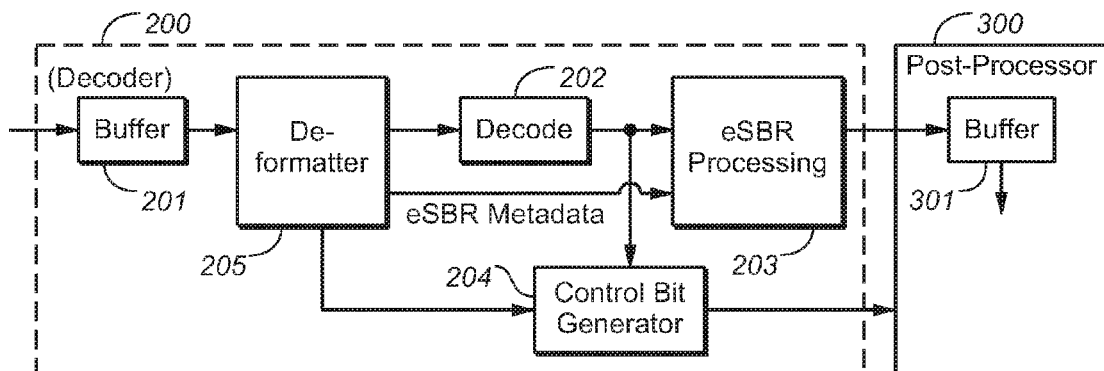 200
300
(Decoder)
Post-Processor
Buffer
201
De-
formatter
205
202
Decode
eSBR
Processing
203
eSBR Metadata
204
Control Bit
Generator
Buffer
301